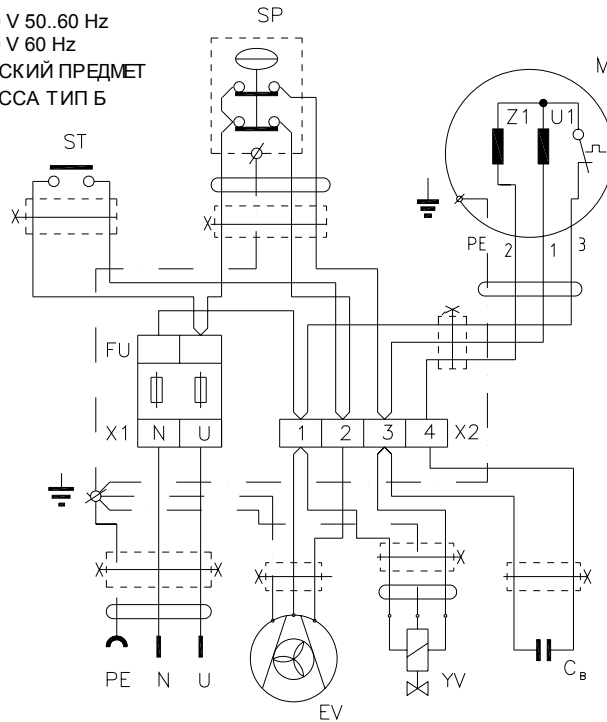 V 50..60 Hz
V 60 Hz
СКИЙ ПРЕДМЕТ
ССА ТИП Б
SP
M
ST
Z1 U1
PE 2 1 3
FU
X1 N U
1 2 3 4 X2
PE N U
EV
YV
Cв